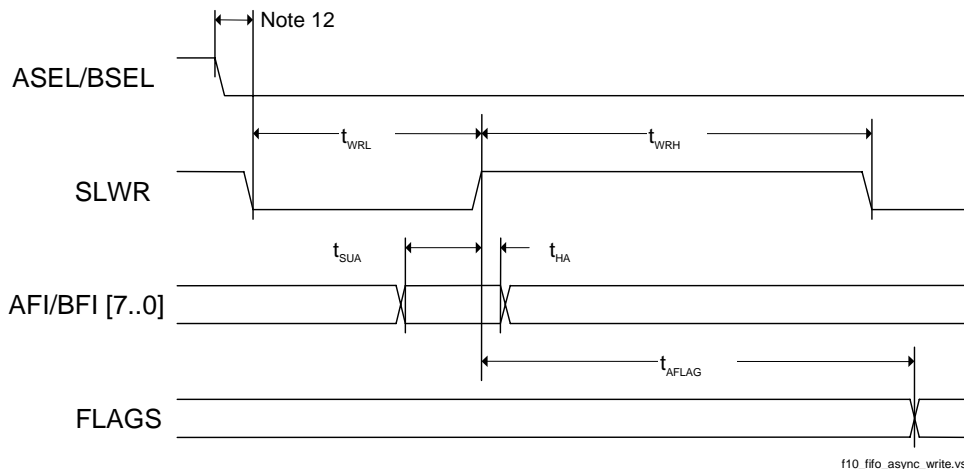 Note 12
ASEL/BSEL
t_WRL
t_WRH
SLWR
t_SUA
t_HA
AFI/BFI [7..0]
t_AFLAG
FLAGS
f10_fifo_async_write.vs